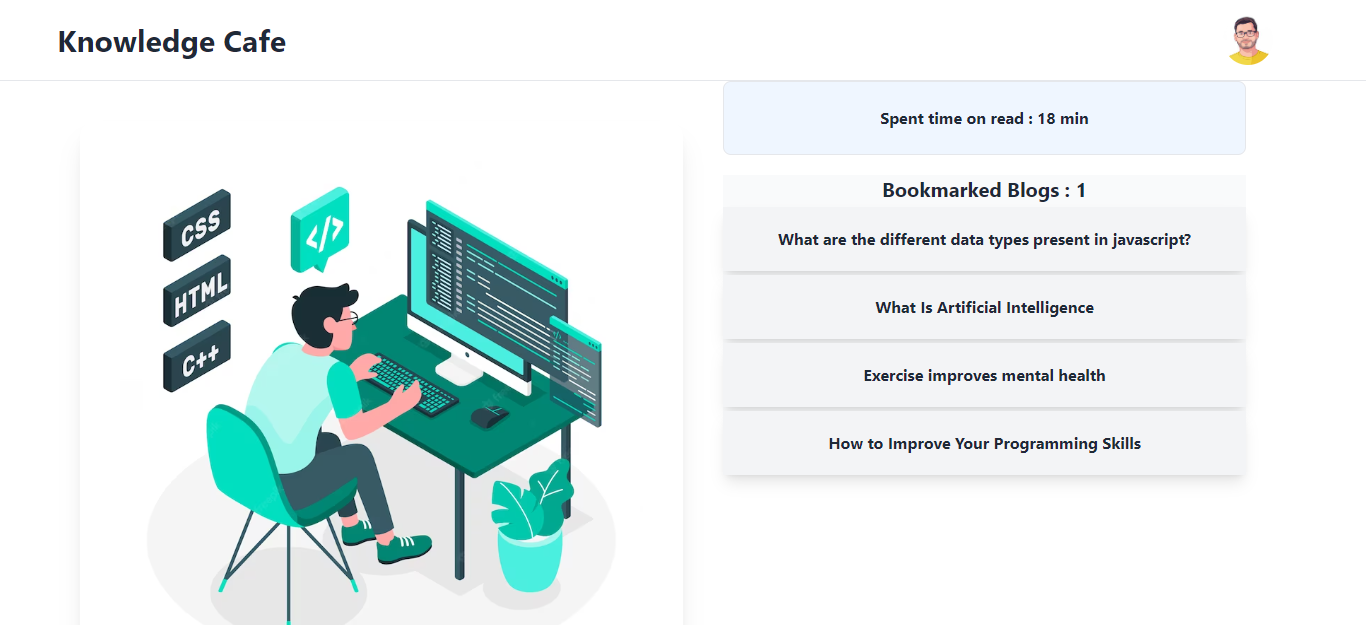 Knowledge Cafe
Spent time on read : 18 min
Bookmarked Blogs : 1
What are the different data types present in javascript?
What Is Artificial Intelligence
Exercise improves mental health
How to Improve Your Programming Skills
CSS
</>
HTML
C++